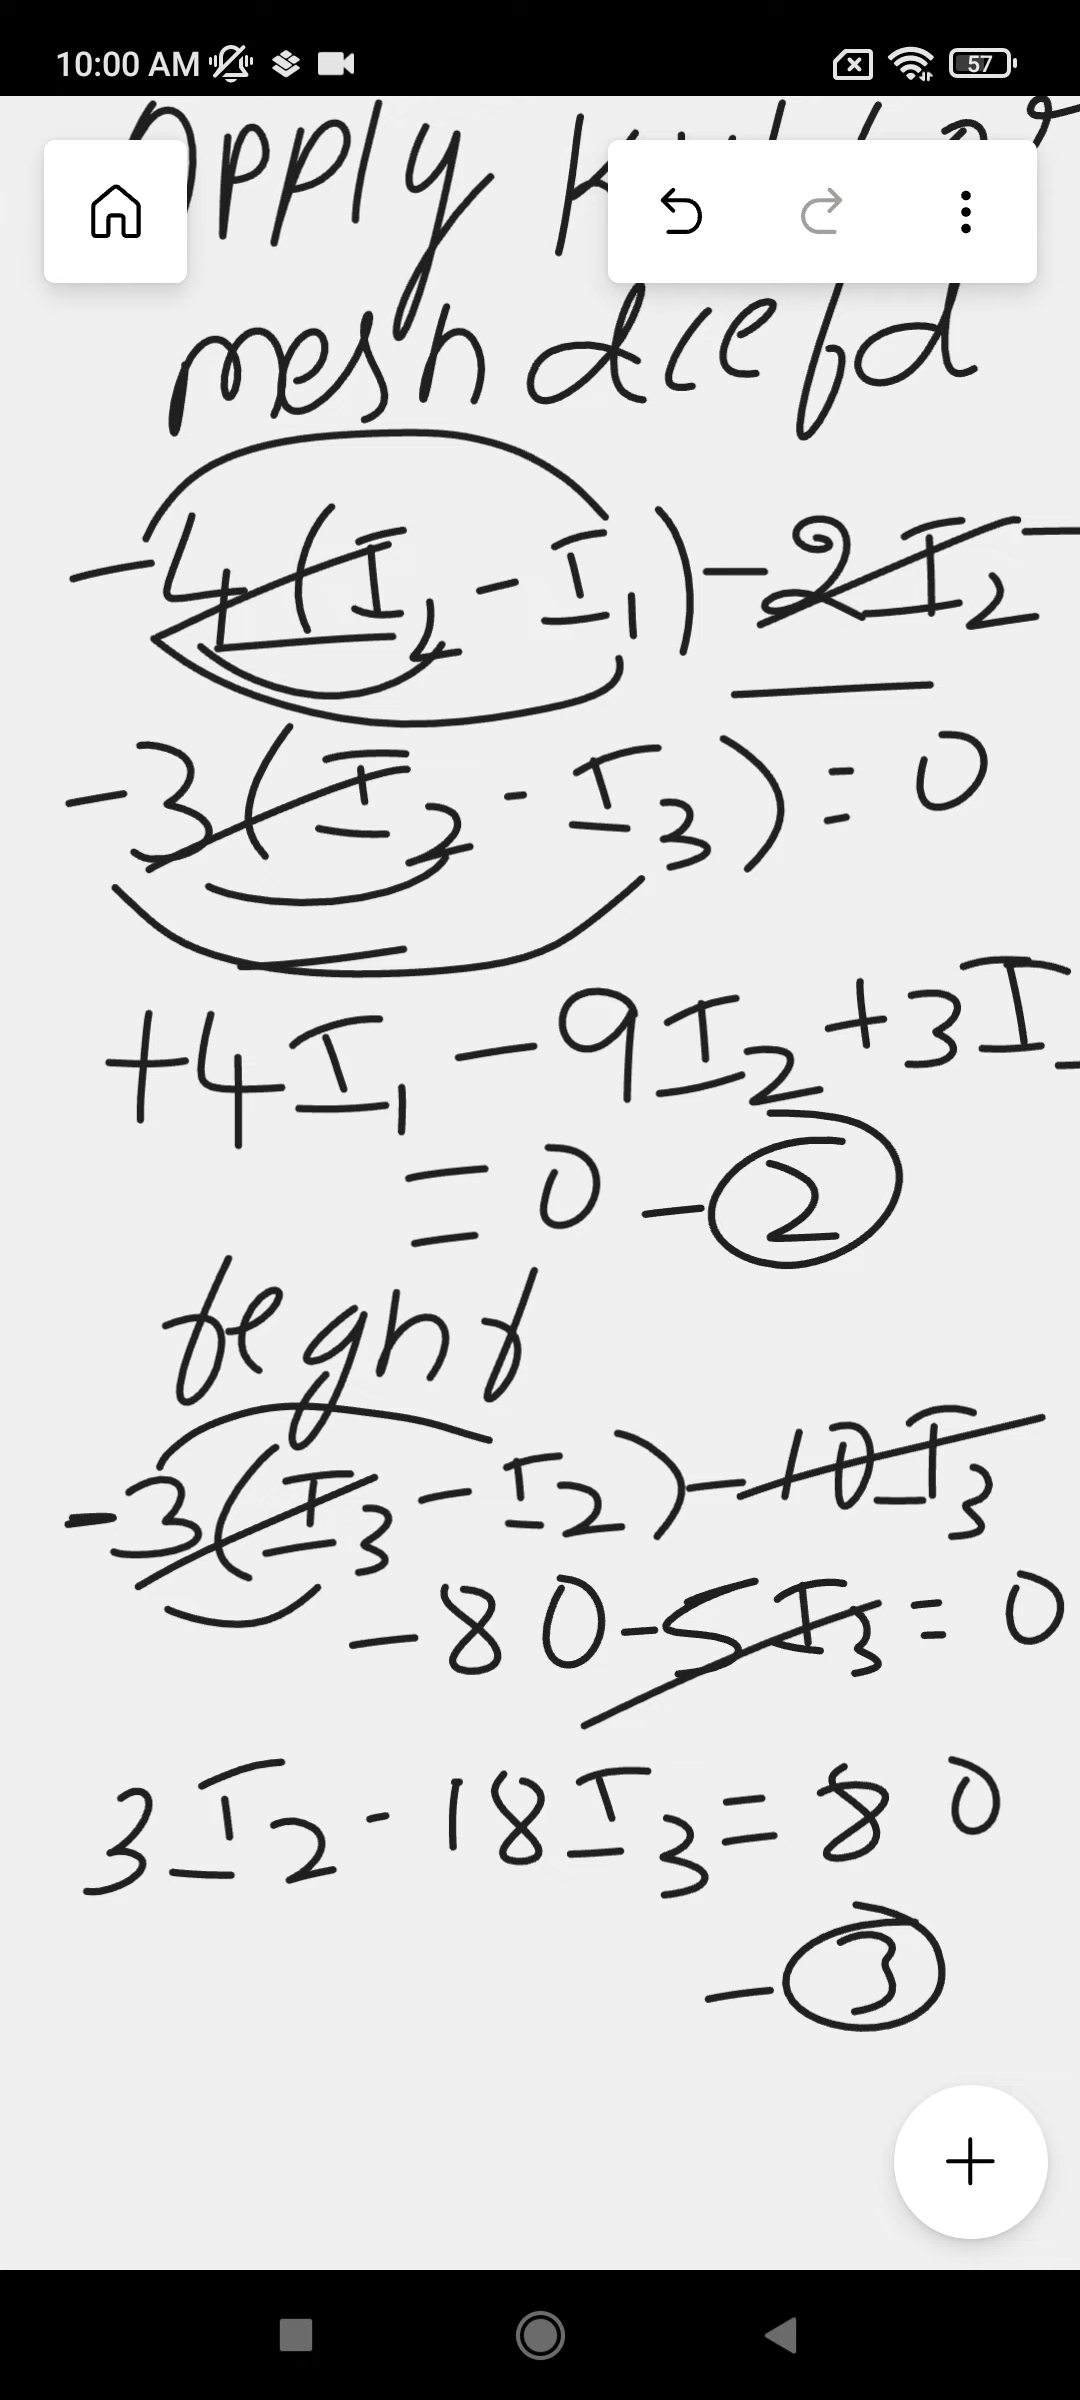 10:00 AM
57
Apply
mesh dcefd
-4(I₂ - I₁) - 2I₂ -
-3(I₂ - I₃) = 0
+4I₁ - 9I₂ + 3I
= 0 - ②
feghf
-3(I₃ - I₂) - 10I₃
- 80 - 5I₃ = 0
3I₂ - 18I₃ = 80
- ③